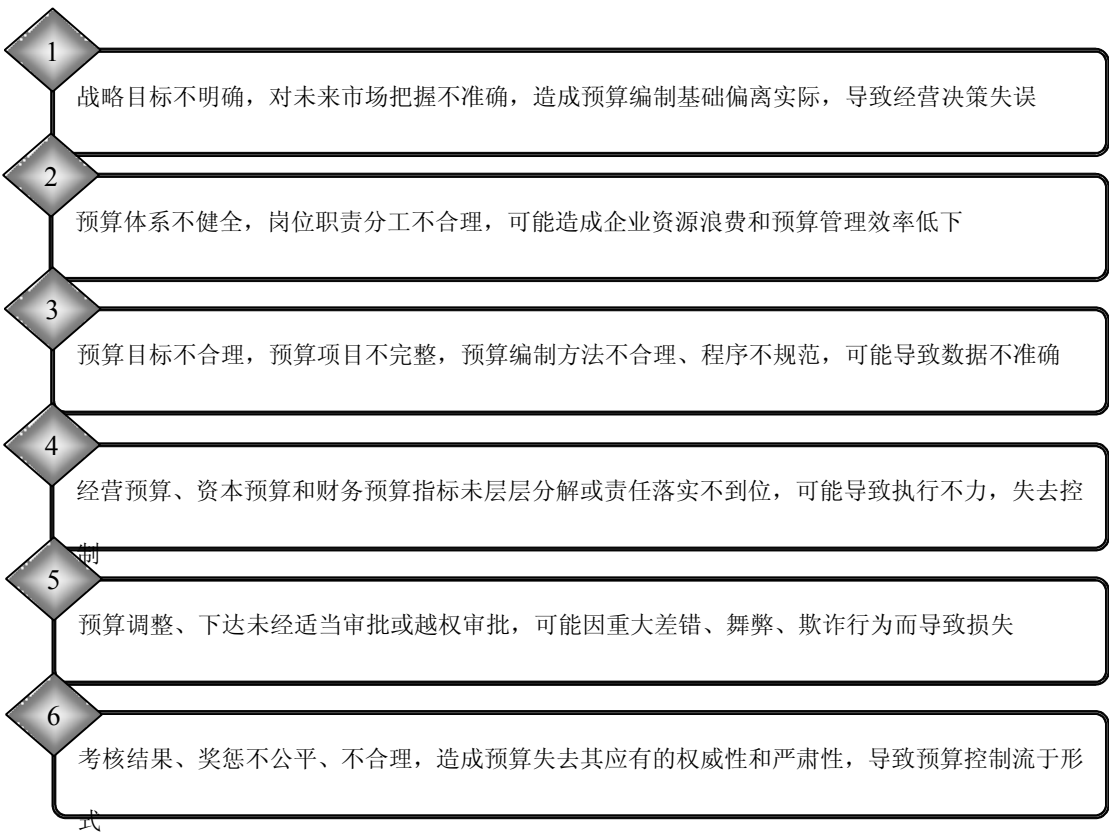 1
战略目标不明确，对未来市场把握不准确，造成预算编制基础偏离实际，导致经营决策失误
2
预算体系不健全，岗位职责分工不合理，可能造成企业资源浪费和预算管理效率低下
3
预算目标不合理，预算项目不完整，预算编制方法不合理、程序不规范，可能导致数据不准确
4
经营预算、资本预算和财务预算指标未层层分解或责任落实不到位，可能导致执行不力，失去控
制
5
预算调整、下达未经适当审批或越权审批，可能因重大差错、舞弊、欺诈行为而导致损失
6
考核结果、奖惩不公平、不合理，造成预算失去其应有的权威性和严肃性，导致预算控制流于形
式